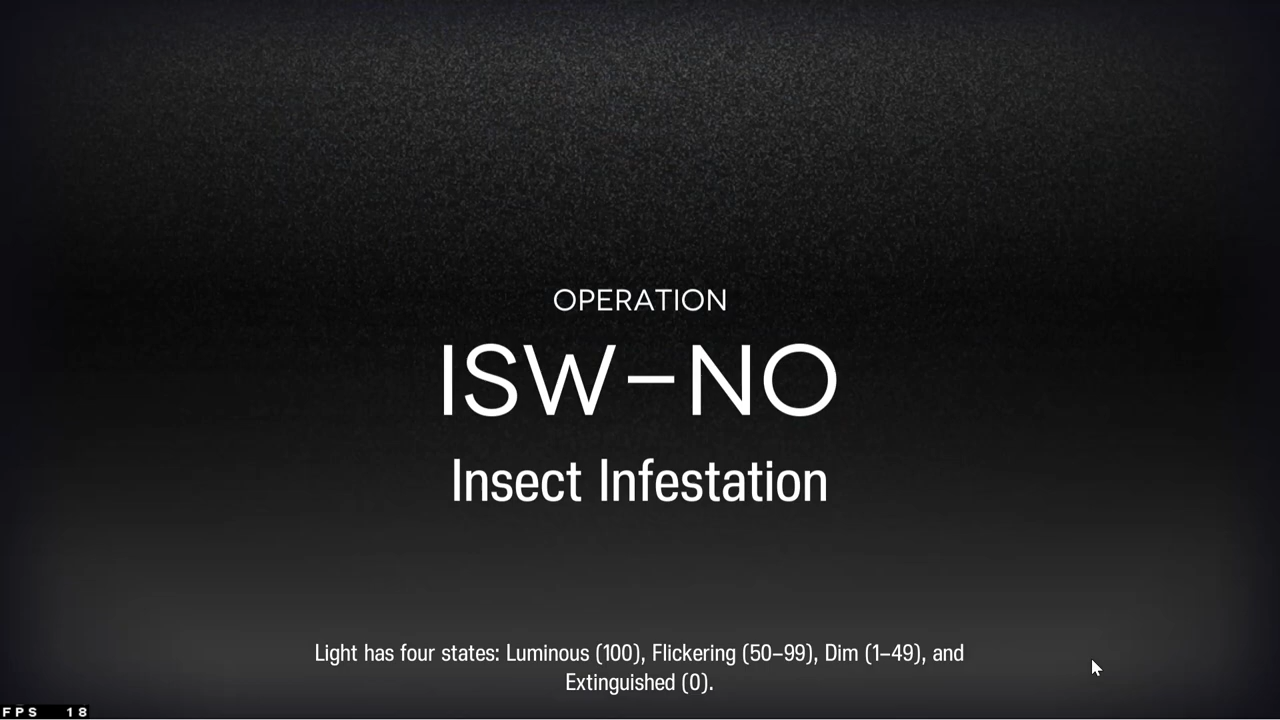 OPERATION
ISW-NO
Insect Infestation
Light has four states: Luminous (100), Flickering (50–99), Dim (1–49), and
Extinguished (0).
FPS 18